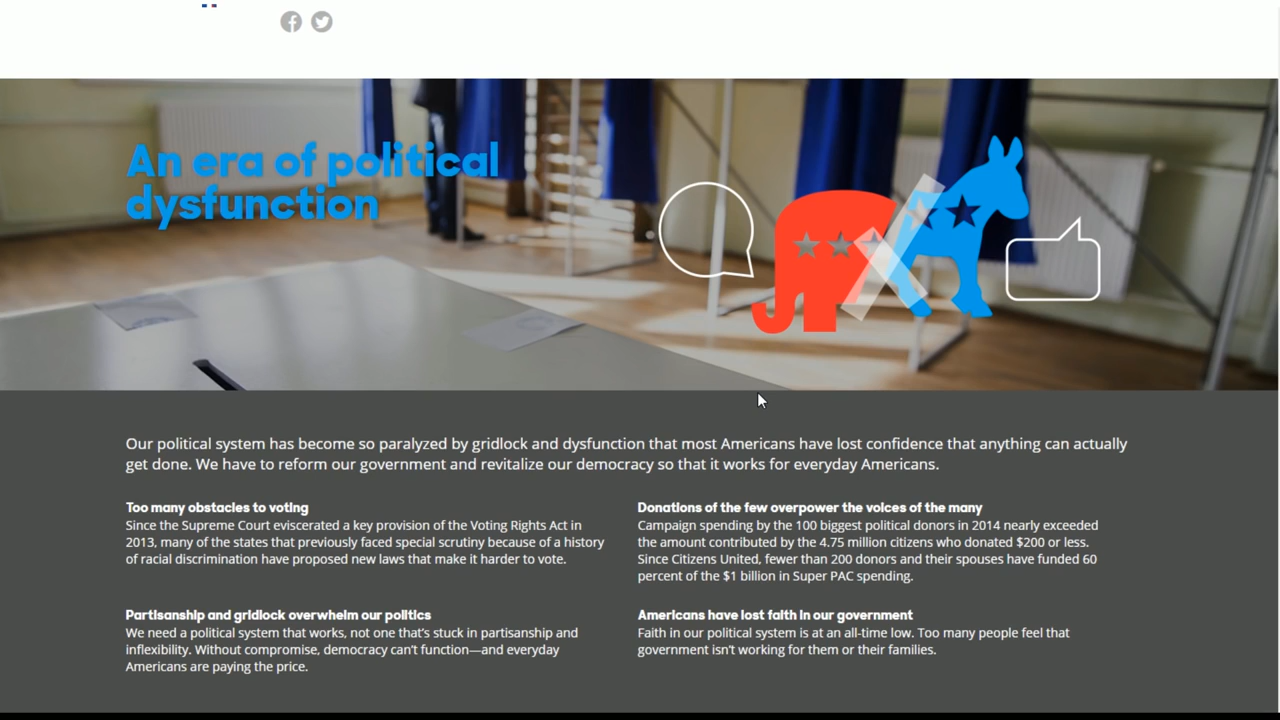 An era of political
dysfunction
Our political system has become so paralyzed by gridlock and dysfunction that most Americans have lost confidence that anything can actually
get done. We have to reform our government and revitalize our democracy so that it works for everyday Americans.
Too many obstacles to voting
Since the Supreme Court eviscerated a key provision of the Voting Rights Act in
2013, many of the states that previously faced special scrutiny because of a history
of racial discrimination have proposed new laws that make it harder to vote.
Donations of the few overpower the voices of the many
Campaign spending by the 100 biggest political donors in 2014 nearly exceeded
the amount contributed by the 4.75 million citizens who donated $200 or less.
Since Citizens United, fewer than 200 donors and their spouses have funded 60
percent of the $1 billion in Super PAC spending.
Partisanship and gridlock overwhelm our politics
We need a political system that works, not one that's stuck in partisanship and
inflexibility. Without compromise, democracy can't function—and everyday
Americans are paying the price.
Americans have lost faith in our government
Faith in our political system is at an all-time low. Too many people feel that
government isn't working for them or their families.